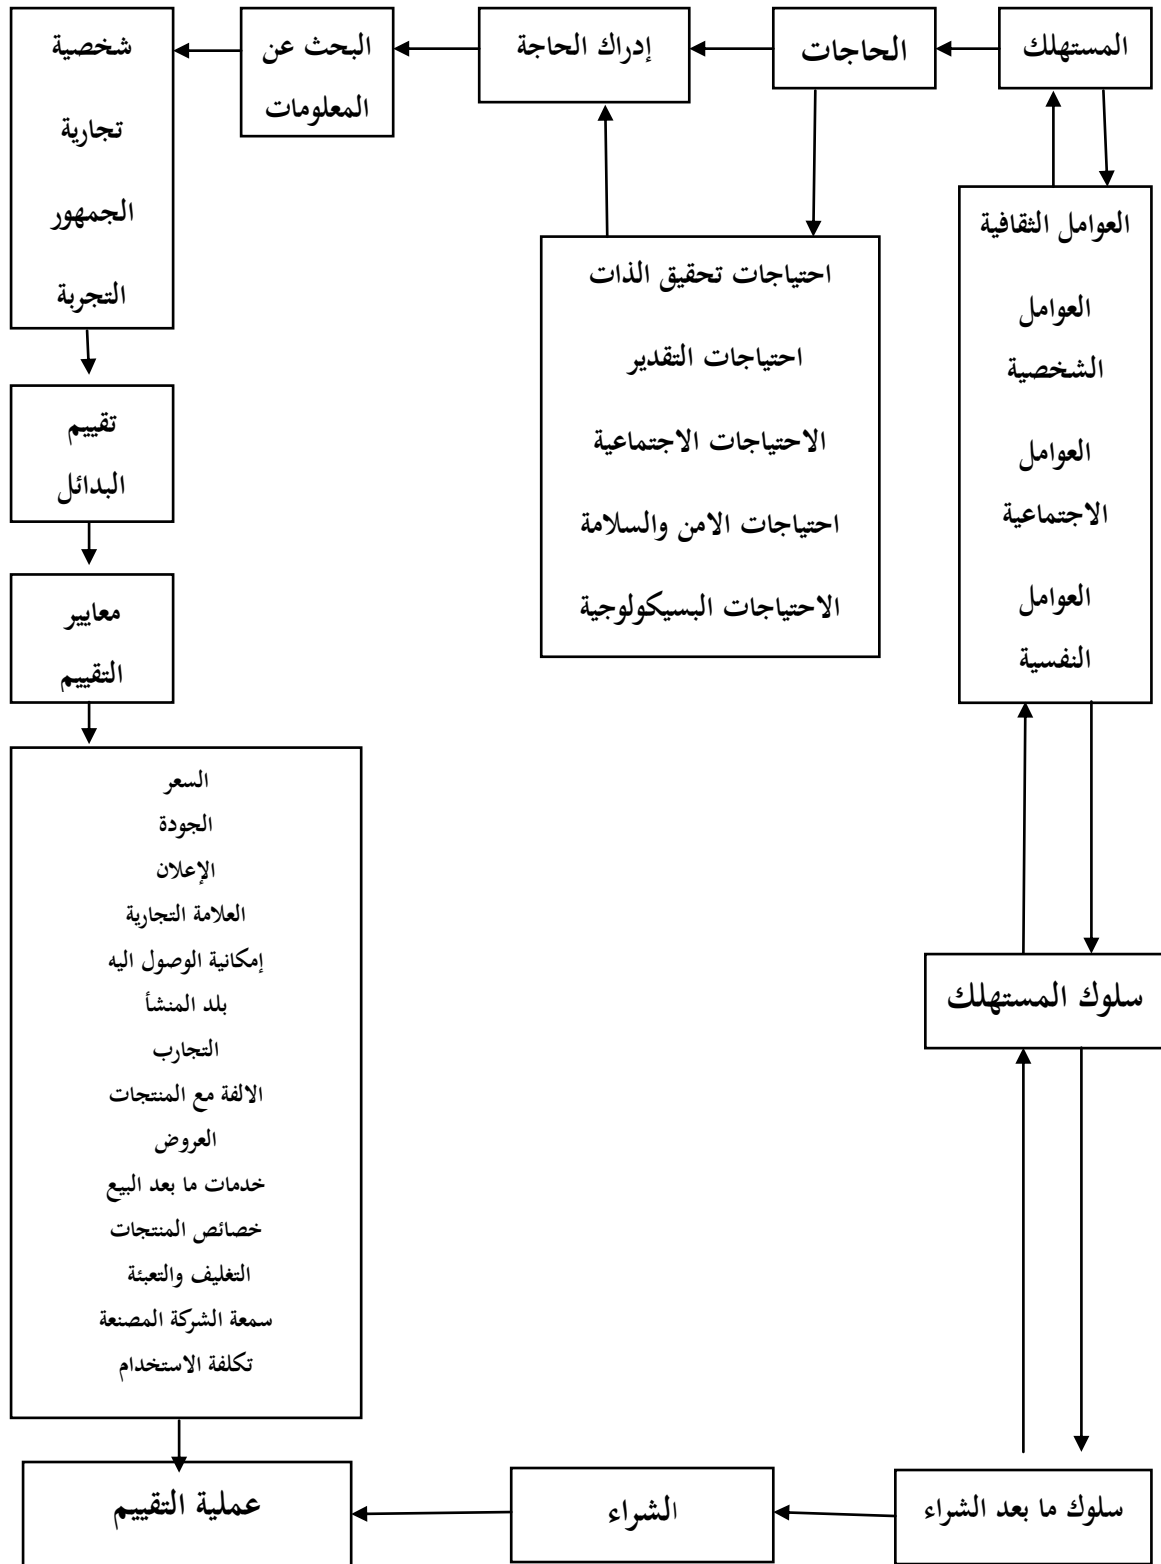 المستهلك
الحاجات
إدراك الحاجة
البحث عن
المعلومات
شخصية
تجارية
الجمهور
التجربة
العوامل الثقافية
العوامل
الشخصية
العوامل
الاجتماعية
العوامل
النفسية
احتياجات تحقيق الذات
احتياجات التقدير
الاحتياجات الاجتماعية
احتياجات الامن والسلامة
الاحتياجات البسيكولوجية
تقييم
البدائل
معايير
التقييم
السعر
الجودة
الإعلان
العلامة التجارية
إمكانية الوصول اليه
بلد المنشأ
التجارب
الالفة مع المنتجات
العروض
خدمات ما بعد البيع
خصائص المنتجات
التغليف والتعبئة
سمعة الشركة المصنعة
تكلفة الاستخدام
سلوك المستهلك
سلوك ما بعد الشراء
الشراء
عملية التقييم